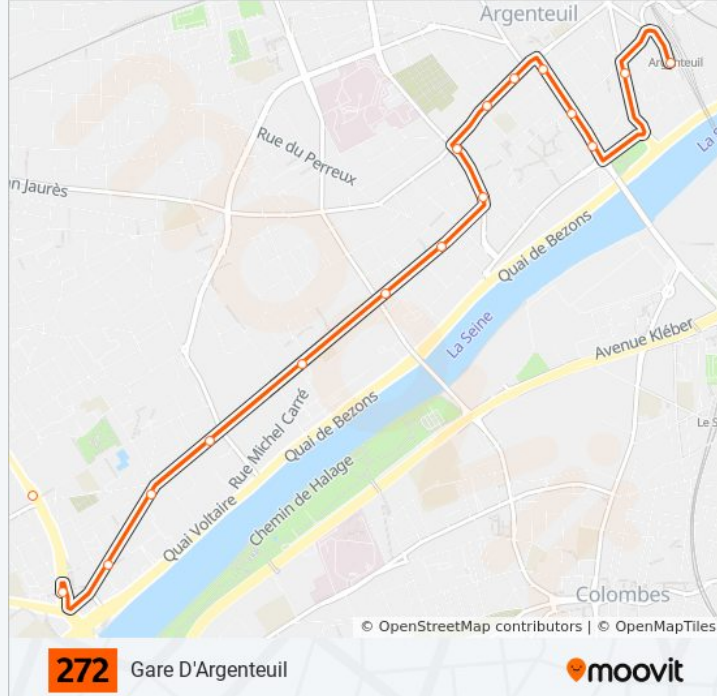 Argenteuil
Argenteuil
La S
Rue du Perreux
n Jaurès
Quai de Bezons
La Seine
Avenue Kléber
Le S
Rue Michel Carré
Quai de Bezons
Chemin de Halage
Quai Voltaire
Colombes
© OpenStreetMap contributors | © OpenMapTiles
272 Gare D'Argenteuil moovit